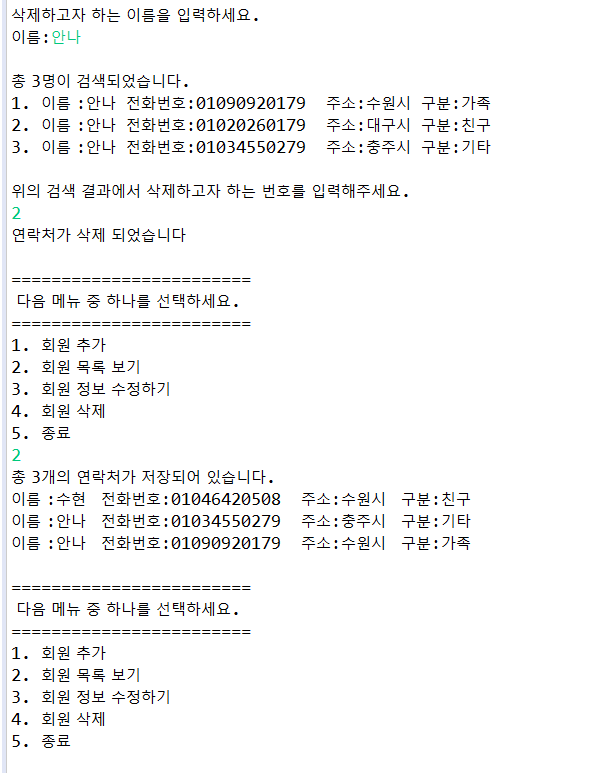 삭제하고자 하는 이름을 입력하세요.
이름:안나
총 3명이 검색되었습니다.
1. 이름 :안나 전화번호:01090920179 주소:수원시 구분:가족
2. 이름 :안나 전화번호:01020260179 주소:대구시 구분:친구
3. 이름 :안나 전화번호:01034550279 주소:충주시 구분:기타
위의 검색 결과에서 삭제하고자 하는 번호를 입력해주세요.
2
연락처가 삭제 되었습니다
========================
다음 메뉴 중 하나를 선택하세요.
========================
1. 회원 추가
2. 회원 목록 보기
3. 회원 정보 수정하기
4. 회원 삭제
5. 종료
2
총 3개의 연락처가 저장되어 있습니다.
이름 :수현 전화번호:01046420508 주소:수원시 구분:친구
이름 :안나 전화번호:01034550279 주소:충주시 구분:기타
이름 :안나 전화번호:01090920179 주소:수원시 구분:가족
========================
다음 메뉴 중 하나를 선택하세요.
========================
1. 회원 추가
2. 회원 목록 보기
3. 회원 정보 수정하기
4. 회원 삭제
5. 종료